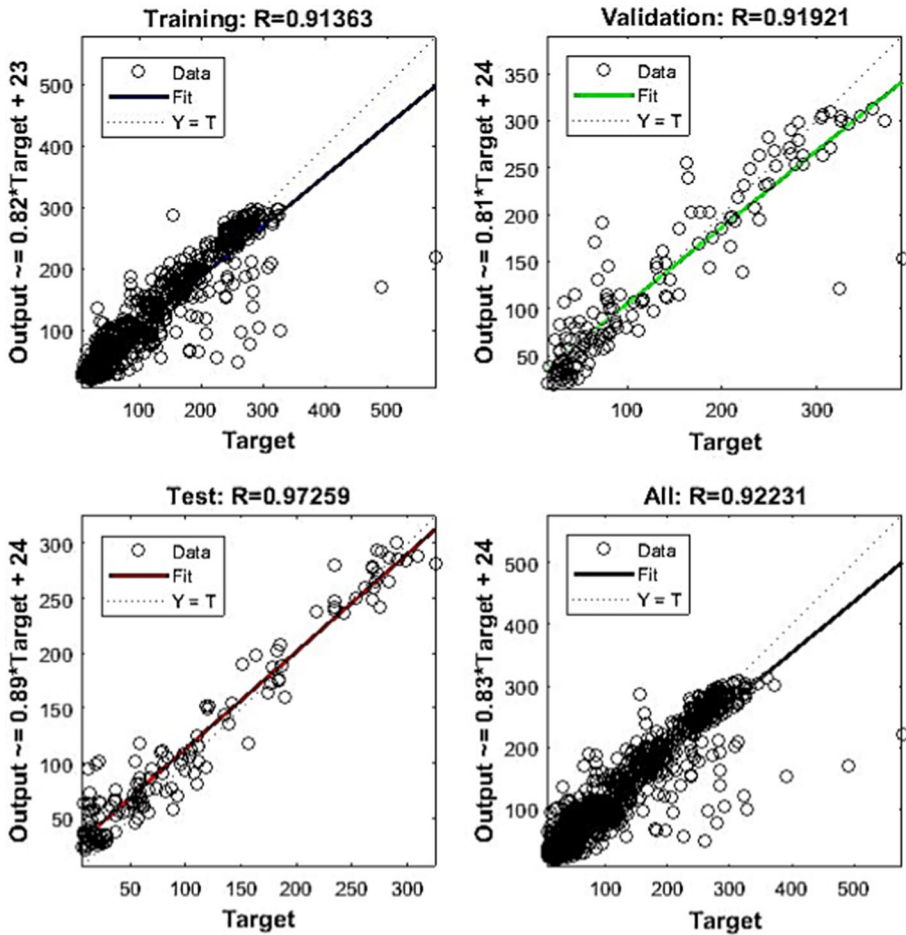 Training: R=0.91363
Output ~= 0.82*Target + 23
Data
Fit
Y = T
500
400
300
200
100
100 200 300 400 500
Target
Validation: R=0.91921
Output ~= 0.81*Target + 24
Data
Fit
Y = T
350
300
250
200
150
100
50
100 200 300
Target
Test: R=0.97259
Output ~= 0.89*Target + 24
Data
Fit
Y = T
300
250
200
150
100
50
50 100 150 200 250 300
Target
All: R=0.92231
Output ~= 0.83*Target + 24
Data
Fit
Y = T
500
400
300
200
100
100 200 300 400 500
Target